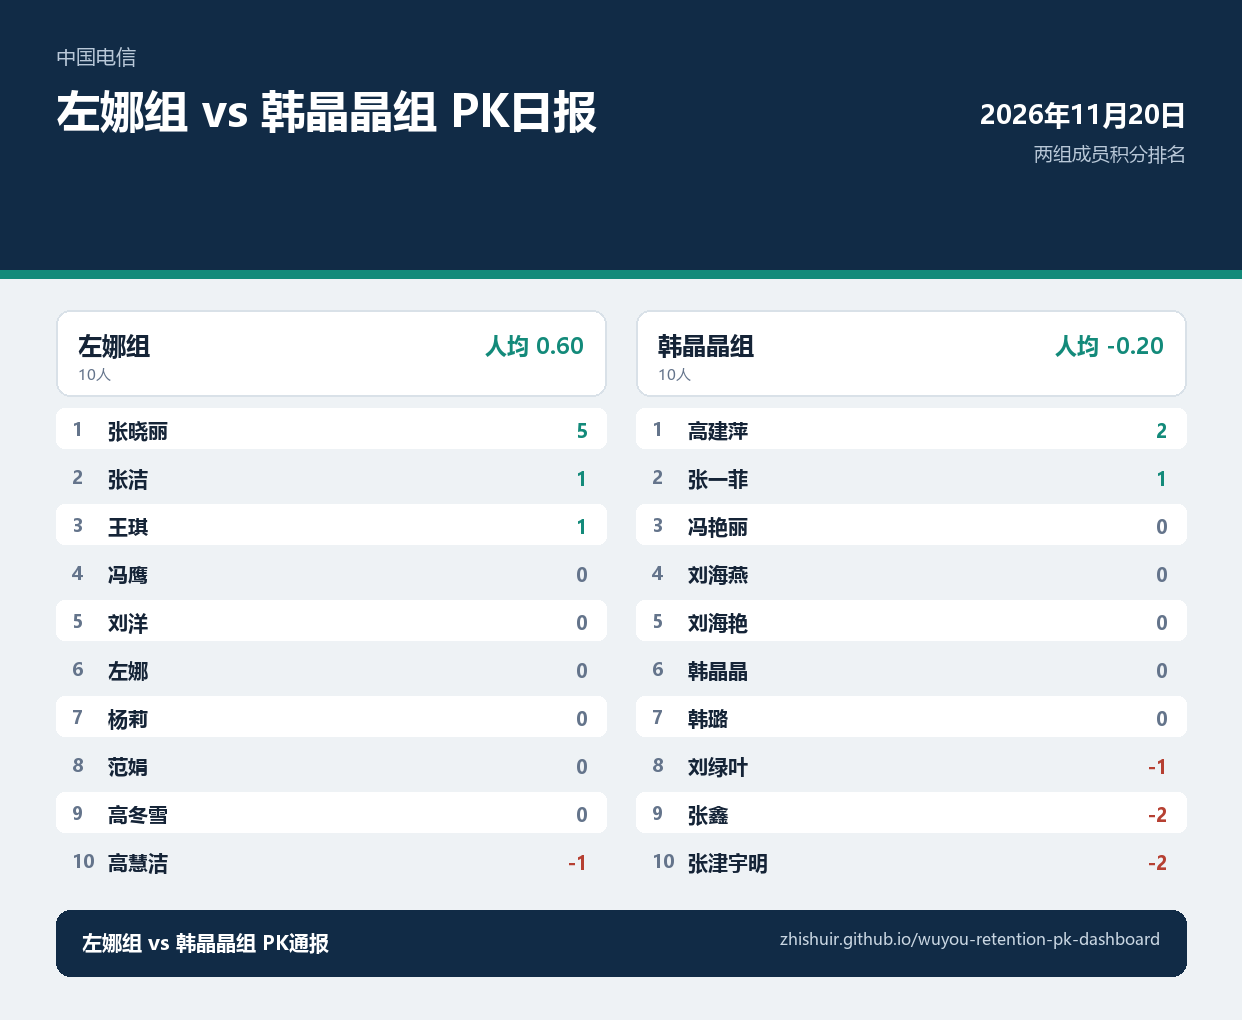 中国电信
左娜组 vs 韩晶晶组 PK日报
2026年11月20日
两组成员积分排名
左娜组 人均 0.60
10人
1 张晓丽 5
2 张洁 1
3 王琪 1
4 冯鹰 0
5 刘洋 0
6 左娜 0
7 杨莉 0
8 范娟 0
9 高冬雪 0
10 高慧洁 -1
韩晶晶组 人均 -0.20
10人
1 高建萍 2
2 张一菲 1
3 冯艳丽 0
4 刘海燕 0
5 刘海艳 0
6 韩晶晶 0
7 韩璐 0
8 刘绿叶 -1
9 张鑫 -2
10 张津宇明 -2
左娜组 vs 韩晶晶组 PK通报
zhishuir.github.io/wuyou-retention-pk-dashboard